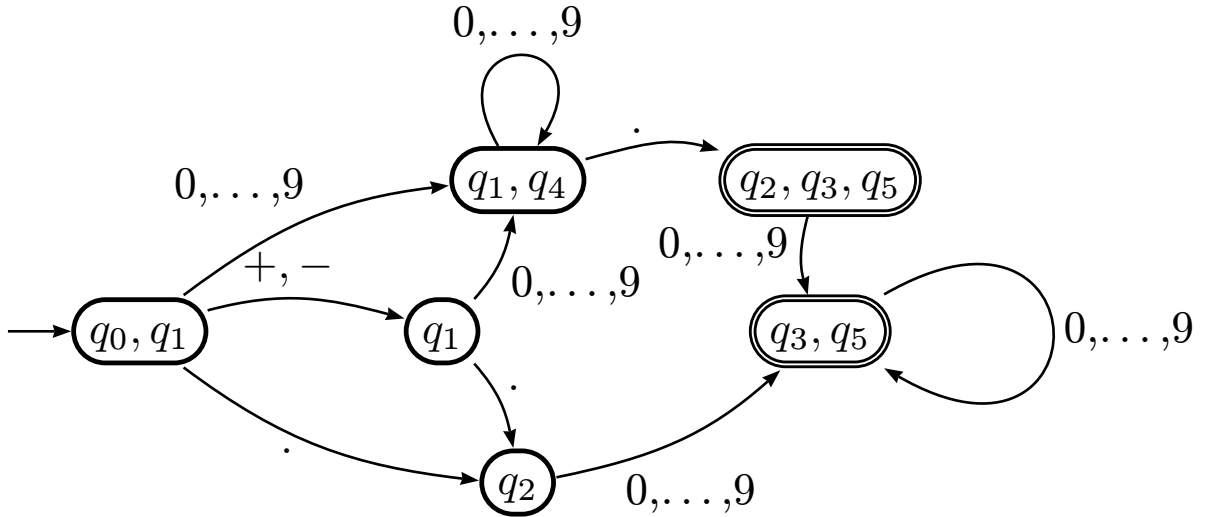 0,...,9
.
0,...,9
q₁, q₄
q₂, q₃, q₅
+, −
0,...,9
0,...,9
q₀, q₁
q₁
q₃, q₅
0,...,9
.
.
q₂
0,...,9